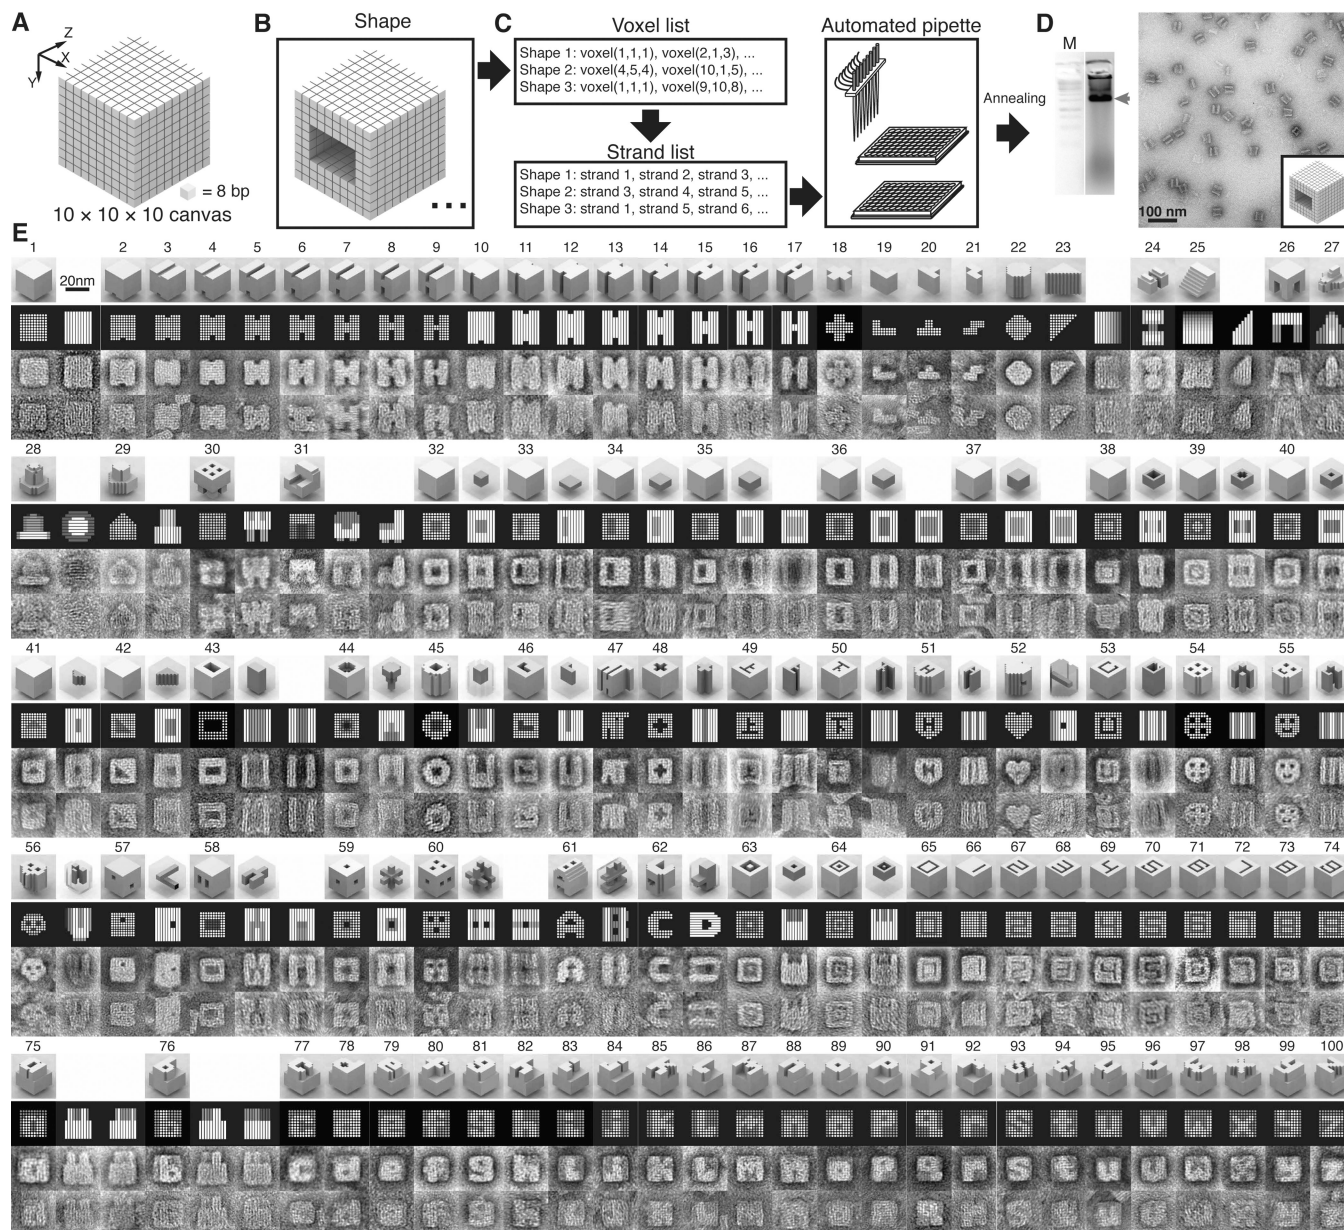 A
Z
X
Y
= 8 bp
10 × 10 × 10 canvas
B
Shape
...
C
Voxel list
Shape 1: voxel(1,1,1), voxel(2,1,3), ...
Shape 2: voxel(4,5,4), voxel(10,1,5), ...
Shape 3: voxel(1,1,1), voxel(9,10,8), ...
Strand list
Shape 1: strand 1, strand 2, strand 3, ...
Shape 2: strand 3, strand 4, strand 5, ...
Shape 3: strand 1, strand 5, strand 6, ...
Automated pipette
Annealing
D
M
100 nm
E
1 2 3 4 5 6 7 8 9 10 11 12 13 14 15 16 17 18 19 20 21 22 23 24 25 26 27
20nm
28 29 30 31 32 33 34 35 36 37 38 39 40
41 42 43 44 45 46 47 48 49 50 51 52 53 54 55
56 57 58 59 60 61 62 63 64 65 66 67 68 69 70 71 72 73 74
75 76 77 78 79 80 81 82 83 84 85 86 87 88 89 90 91 92 93 94 95 96 97 98 99 100